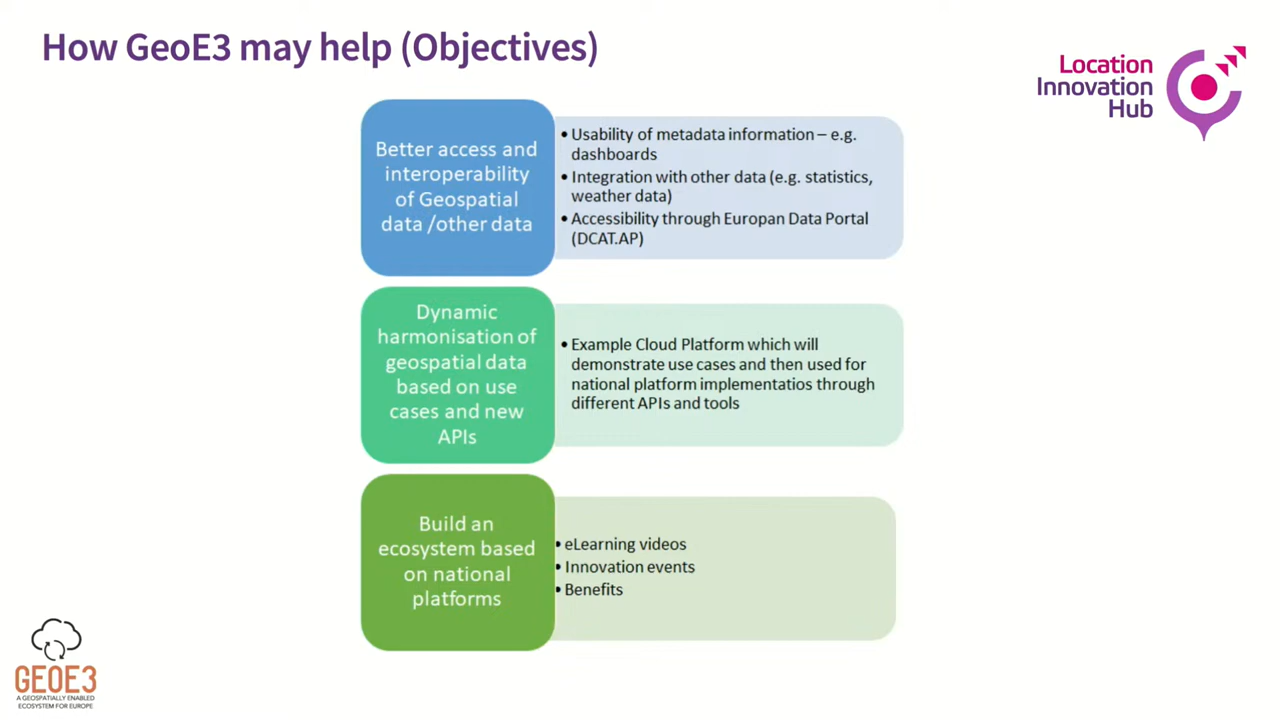 How GeoE3 may help (Objectives)
Location
Innovation
Hub
Better access and
interoperability
of Geospatial
data /other data
• Usability of metadata information – e.g.
dashboards
• Integration with other data (e.g. statistics,
weather data)
• Accessibility through Europan Data Portal
(DCAT.AP)
Dynamic
harmonisation of
geospatial data
based on use
cases and new
APIs
• Example Cloud Platform which will
demonstrate use cases and then used for
national platform implementatios through
different APIs and tools
Build an
ecosystem based
on national
platforms
• eLearning videos
• Innovation events
• Benefits
GEOE3
A GEOSPATIALLY ENABLED
ECOSYSTEM FOR EUROPE